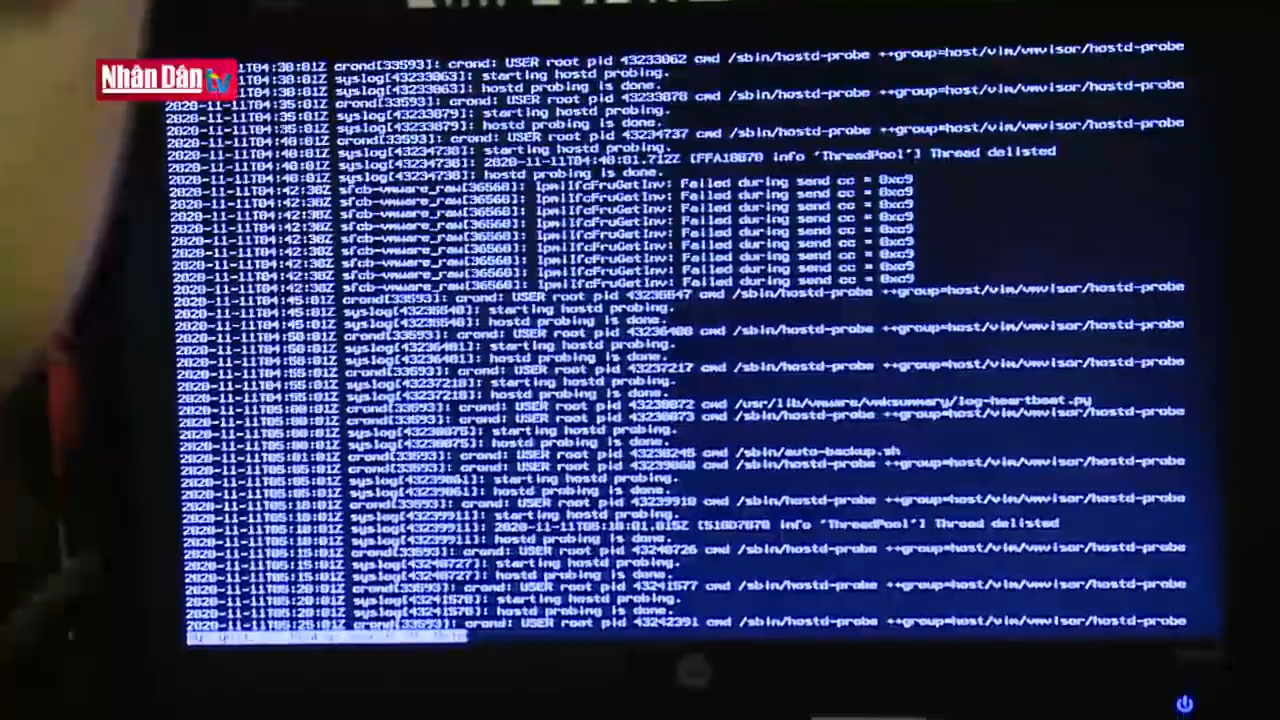 Nhân Dân tv
2020-11-11T04:30:01Z crond[33593]: crond: USER root pid 43233062 cmd /sbin/hostd-probe ++group=host/vim/vmvisor/hostd-probe
2020-11-11T04:30:01Z syslog[43233063]: starting hostd probing.
2020-11-11T04:30:01Z syslog[43233063]: hostd probing is done.
2020-11-11T04:35:01Z crond[33593]: crond: USER root pid 43233878 cmd /sbin/hostd-probe ++group=host/vim/vmvisor/hostd-probe
2020-11-11T04:35:01Z syslog[43233879]: starting hostd probing.
2020-11-11T04:35:01Z syslog[43233879]: hostd probing is done.
2020-11-11T04:40:01Z crond[33593]: crond: USER root pid 43234737 cmd /sbin/hostd-probe ++group=host/vim/vmvisor/hostd-probe
2020-11-11T04:40:01Z syslog[43234738]: starting hostd probing.
2020-11-11T04:40:01Z syslog[43234738]: 2020-11-11T04:40:01.712Z [FFA10B70 info 'ThreadPool'] Thread delisted
2020-11-11T04:40:01Z syslog[43234738]: hostd probing is done.
2020-11-11T04:42:30Z sfcb-vmware_raw[36560]: IpmiIfcFruGetInv: Failed during send cc = 0xc9
2020-11-11T04:42:30Z sfcb-vmware_raw[36560]: IpmiIfcFruGetInv: Failed during send cc = 0xc9
2020-11-11T04:42:30Z sfcb-vmware_raw[36560]: IpmiIfcFruGetInv: Failed during send cc = 0xc9
2020-11-11T04:42:30Z sfcb-vmware_raw[36560]: IpmiIfcFruGetInv: Failed during send cc = 0xc9
2020-11-11T04:42:30Z sfcb-vmware_raw[36560]: IpmiIfcFruGetInv: Failed during send cc = 0xc9
2020-11-11T04:42:30Z sfcb-vmware_raw[36560]: IpmiIfcFruGetInv: Failed during send cc = 0xc9
2020-11-11T04:42:30Z sfcb-vmware_raw[36560]: IpmiIfcFruGetInv: Failed during send cc = 0xc9
2020-11-11T04:42:30Z sfcb-vmware_raw[36560]: IpmiIfcFruGetInv: Failed during send cc = 0xc9
2020-11-11T04:42:30Z sfcb-vmware_raw[36560]: IpmiIfcFruGetInv: Failed during send cc = 0xc9
2020-11-11T04:45:01Z crond[33593]: crond: USER root pid 43235547 cmd /sbin/hostd-probe ++group=host/vim/vmvisor/hostd-probe
2020-11-11T04:45:01Z syslog[43235548]: starting hostd probing.
2020-11-11T04:45:01Z syslog[43235548]: hostd probing is done.
2020-11-11T04:50:01Z crond[33593]: crond: USER root pid 43236400 cmd /sbin/hostd-probe ++group=host/vim/vmvisor/hostd-probe
2020-11-11T04:50:01Z syslog[43236401]: starting hostd probing.
2020-11-11T04:50:01Z syslog[43236401]: hostd probing is done.
2020-11-11T04:55:01Z crond[33593]: crond: USER root pid 43237217 cmd /sbin/hostd-probe ++group=host/vim/vmvisor/hostd-probe
2020-11-11T04:55:01Z syslog[43237218]: starting hostd probing.
2020-11-11T04:55:01Z syslog[43237218]: hostd probing is done.
2020-11-11T05:00:01Z crond[33593]: crond: USER root pid 43238072 cmd /usr/lib/vmware/vmksummary/log-heartbeat.py
2020-11-11T05:00:01Z crond[33593]: crond: USER root pid 43238073 cmd /sbin/hostd-probe ++group=host/vim/vmvisor/hostd-probe
2020-11-11T05:00:01Z syslog[43238075]: starting hostd probing.
2020-11-11T05:00:01Z syslog[43238075]: hostd probing is done.
2020-11-11T05:01:01Z crond[33593]: crond: USER root pid 43238245 cmd /sbin/auto-backup.sh
2020-11-11T05:05:01Z crond[33593]: crond: USER root pid 43239060 cmd /sbin/hostd-probe ++group=host/vim/vmvisor/hostd-probe
2020-11-11T05:05:01Z syslog[43239061]: starting hostd probing.
2020-11-11T05:05:01Z syslog[43239061]: hostd probing is done.
2020-11-11T05:10:01Z crond[33593]: crond: USER root pid 43239910 cmd /sbin/hostd-probe ++group=host/vim/vmvisor/hostd-probe
2020-11-11T05:10:01Z syslog[43239911]: starting hostd probing.
2020-11-11T05:10:01Z syslog[43239911]: 2020-11-11T05:10:01.815Z [510D7B70 info 'ThreadPool'] Thread delisted
2020-11-11T05:10:01Z syslog[43239911]: hostd probing is done.
2020-11-11T05:15:01Z crond[33593]: crond: USER root pid 43240726 cmd /sbin/hostd-probe ++group=host/vim/vmvisor/hostd-probe
2020-11-11T05:15:01Z syslog[43240727]: starting hostd probing.
2020-11-11T05:15:01Z syslog[43240727]: hostd probing is done.
2020-11-11T05:20:01Z crond[33593]: crond: USER root pid 43241577 cmd /sbin/hostd-probe ++group=host/vim/vmvisor/hostd-probe
2020-11-11T05:20:01Z syslog[43241578]: starting hostd probing.
2020-11-11T05:20:01Z syslog[43241578]: hostd probing is done.
2020-11-11T05:25:01Z crond[33593]: crond: USER root pid 43242391 cmd /sbin/hostd-probe ++group=host/vim/vmvisor/hostd-probe